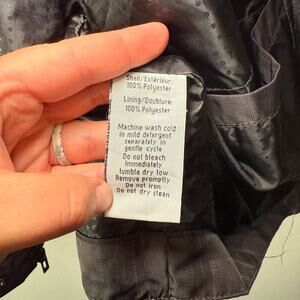 Shell/Extérieur:
100% Polyester
Lining/Doublure:
100% Polyester
Machine wash cold
in mild detergent
separately in
gentle cycle
Do not bleach
Immediately
tumble dry low
Remove promptly
Do not iron
Do not dry clean